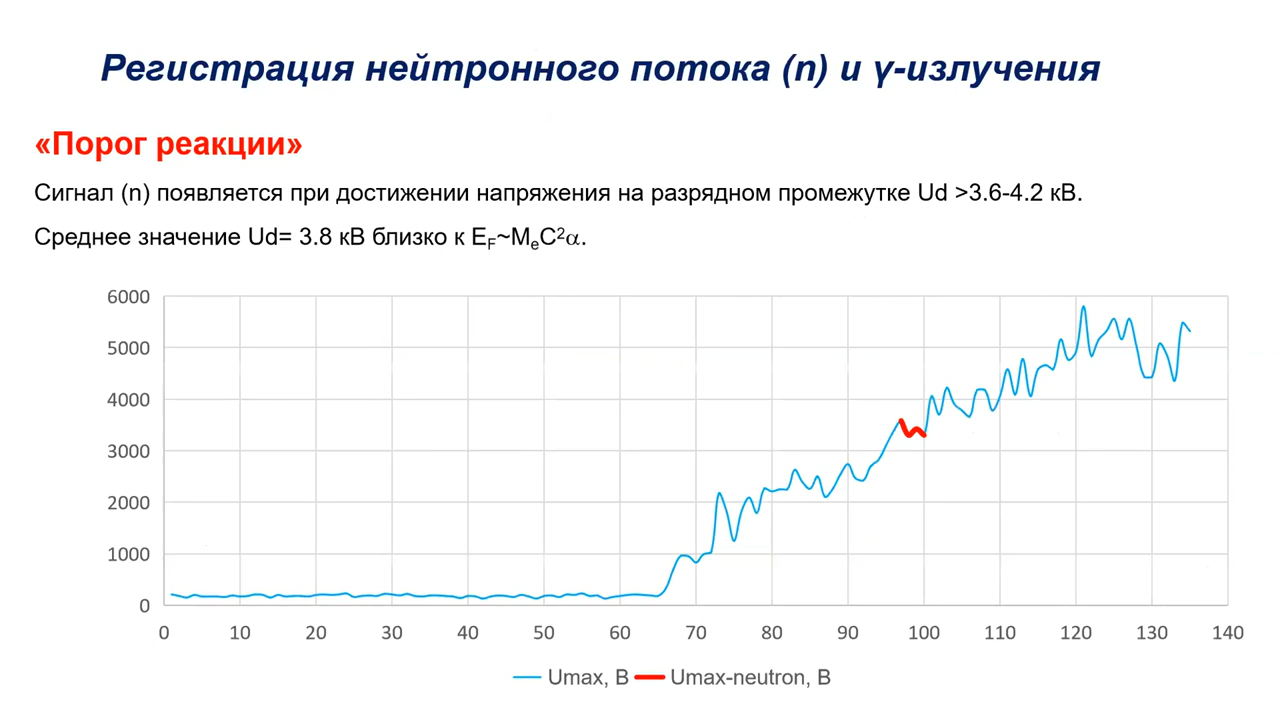 Регистрация нейтронного потока (n) и γ-излучения
«Порог реакции»
Сигнал (n) появляется при достижении напряжения на разрядном промежутке Ud >3.6-4.2 кВ.
Среднее значение Ud= 3.8 кВ близко к EF~MeC²α.
6000
5000
4000
3000
2000
1000
0
0 10 20 30 40 50 60 70 80 90 100 110 120 130 140
Umax, В Umax-neutron, В